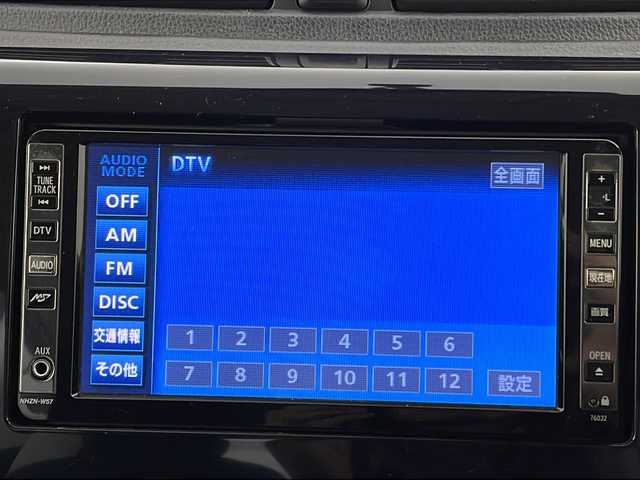 TUNE
TRACK
DTV
AUDIO
AUX
NHZN-W57
AUDIO
MODE
OFF
AM
FM
DISC
交通情報
その他
DTV
全画面
1 2 3 4 5 6
7 8 9 10 11 12
設定
+
-
MENU
現在地
画質
OPEN
76032